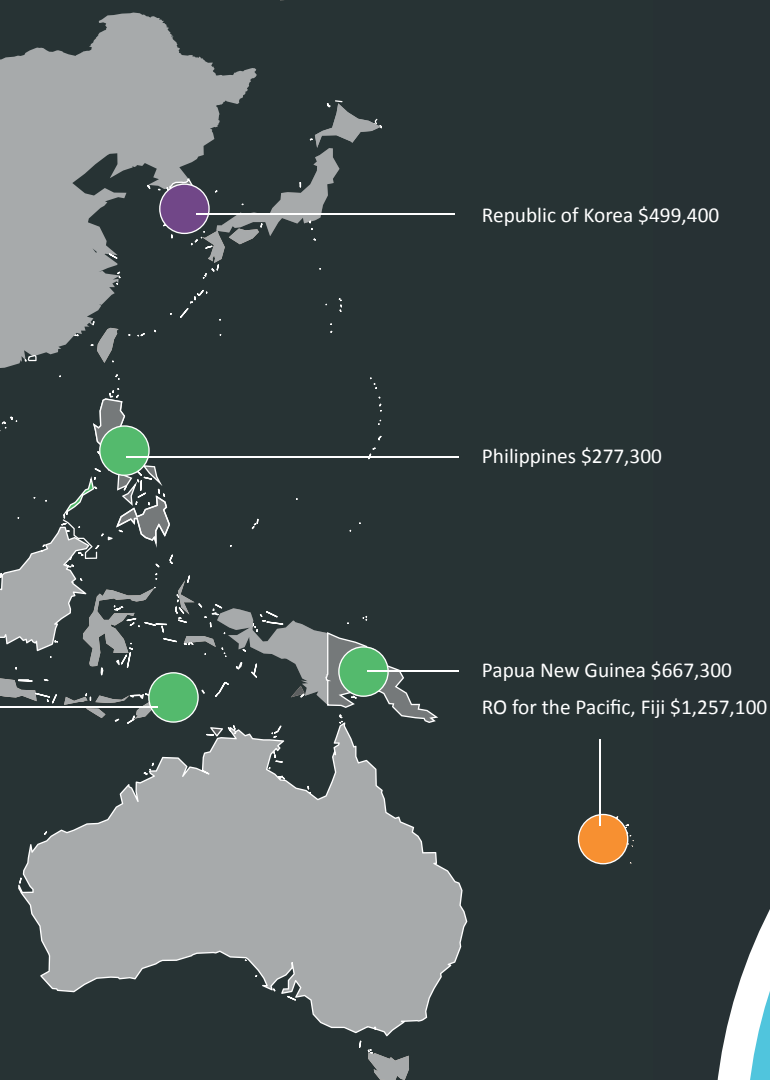 Republic of Korea $499,400
Philippines $277,300
Papua New Guinea $667,300
RO for the Pacific, Fiji $1,257,100